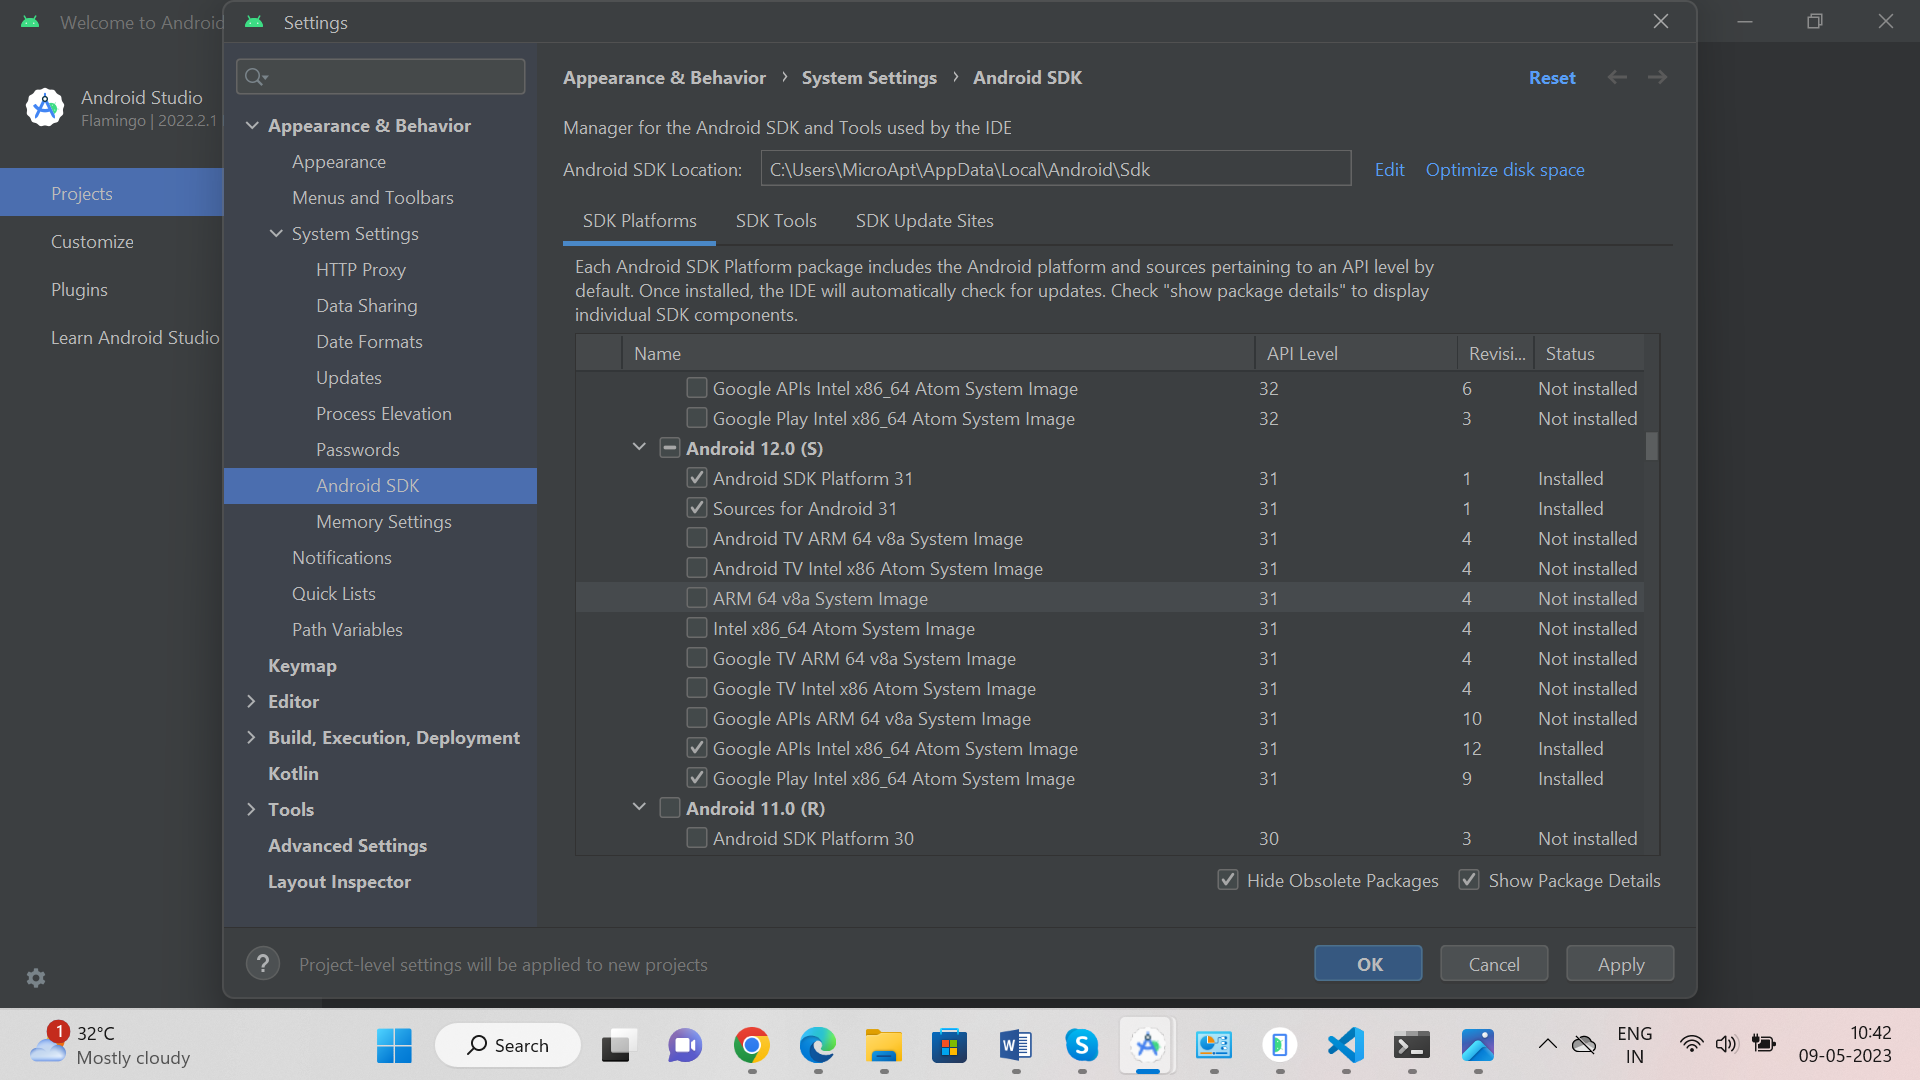 Welcome to Android
Settings
Android Studio
Flamingo | 2022.2.1
Projects
Customize
Plugins
Learn Android Studio
Appearance & Behavior
Appearance
Menus and Toolbars
System Settings
HTTP Proxy
Data Sharing
Date Formats
Updates
Process Elevation
Passwords
Android SDK
Memory Settings
Notifications
Quick Lists
Path Variables
Keymap
Editor
Build, Execution, Deployment
Kotlin
Tools
Advanced Settings
Layout Inspector
Appearance & Behavior › System Settings › Android SDK
Reset
Manager for the Android SDK and Tools used by the IDE
Android SDK Location: C:\Users\MicroApt\AppData\Local\Android\Sdk Edit Optimize disk space
SDK Platforms SDK Tools SDK Update Sites
Each Android SDK Platform package includes the Android platform and sources pertaining to an API level by
default. Once installed, the IDE will automatically check for updates. Check "show package details" to display
individual SDK components.
Name API Level Revisi... Status
Google APIs Intel x86_64 Atom System Image 32 6 Not installed
Google Play Intel x86_64 Atom System Image 32 3 Not installed
Android 12.0 (S)
Android SDK Platform 31 31 1 Installed
Sources for Android 31 31 1 Installed
Android TV ARM 64 v8a System Image 31 4 Not installed
Android TV Intel x86 Atom System Image 31 4 Not installed
ARM 64 v8a System Image 31 4 Not installed
Intel x86_64 Atom System Image 31 4 Not installed
Google TV ARM 64 v8a System Image 31 4 Not installed
Google TV Intel x86 Atom System Image 31 4 Not installed
Google APIs ARM 64 v8a System Image 31 10 Not installed
Google APIs Intel x86_64 Atom System Image 31 12 Installed
Google Play Intel x86_64 Atom System Image 31 9 Installed
Android 11.0 (R)
Android SDK Platform 30 30 3 Not installed
Hide Obsolete Packages Show Package Details
? Project-level settings will be applied to new projects
OK Cancel Apply
1
32°C
Mostly cloudy
Search
W
S
ENG
IN
10:42
09-05-2023